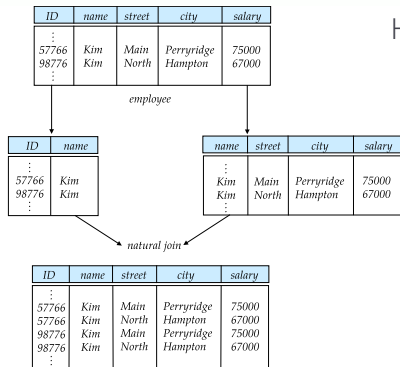 H
ID name street city salary
⋮
57766 Kim Main Perryridge 75000
98776 Kim North Hampton 67000
⋮
employee
ID name
⋮
57766 Kim
98776 Kim
⋮
name street city salary
⋮
Kim Main Perryridge 75000
Kim North Hampton 67000
⋮
natural join
ID name street city salary
⋮
57766 Kim Main Perryridge 75000
57766 Kim North Hampton 67000
98776 Kim Main Perryridge 75000
98776 Kim North Hampton 67000
⋮